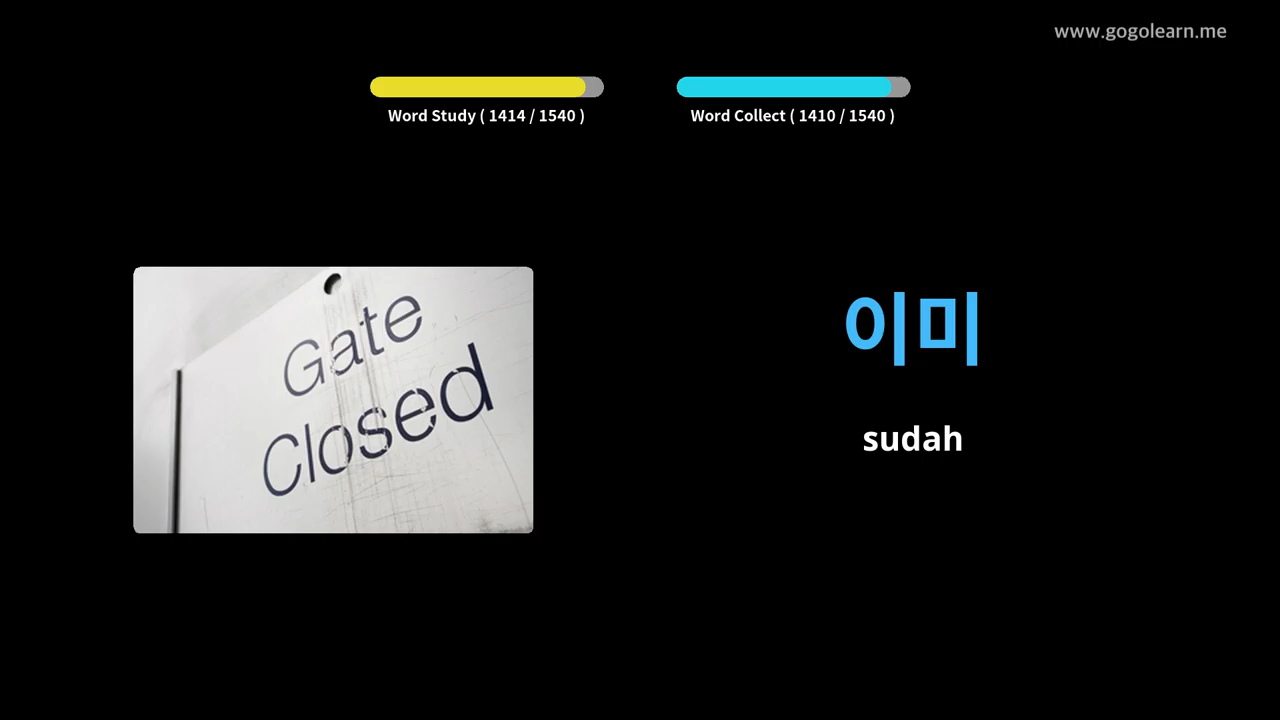 www.gogolearn.me
Word Study ( 1414 / 1540 )
Word Collect ( 1410 / 1540 )
Gate
Closed
이미
sudah